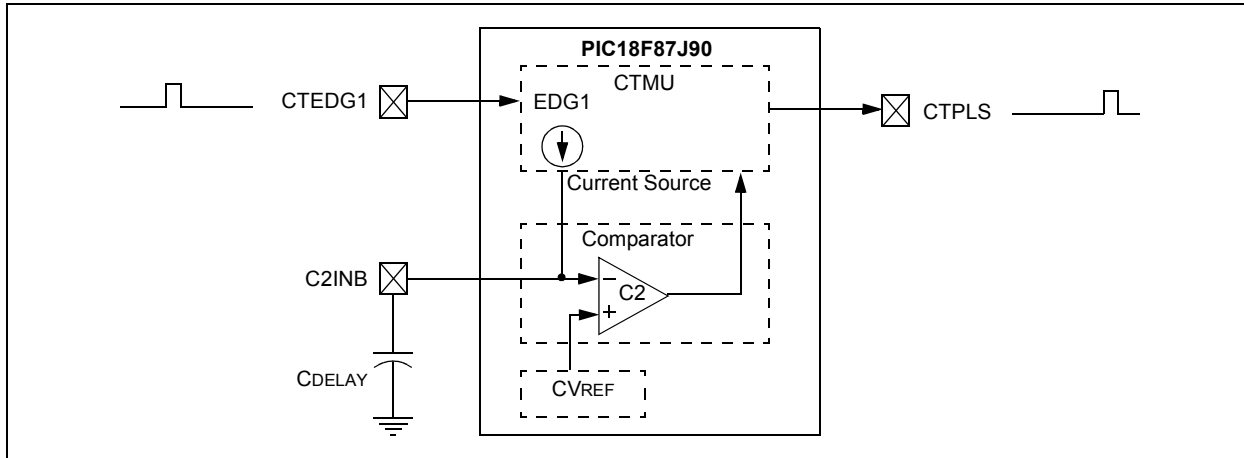 PIC18F87J90
CTMU
CTEDG1
EDG1
CTPLS
Current Source
Comparator
C2INB
−
C2
+
CDELAY
CVREF